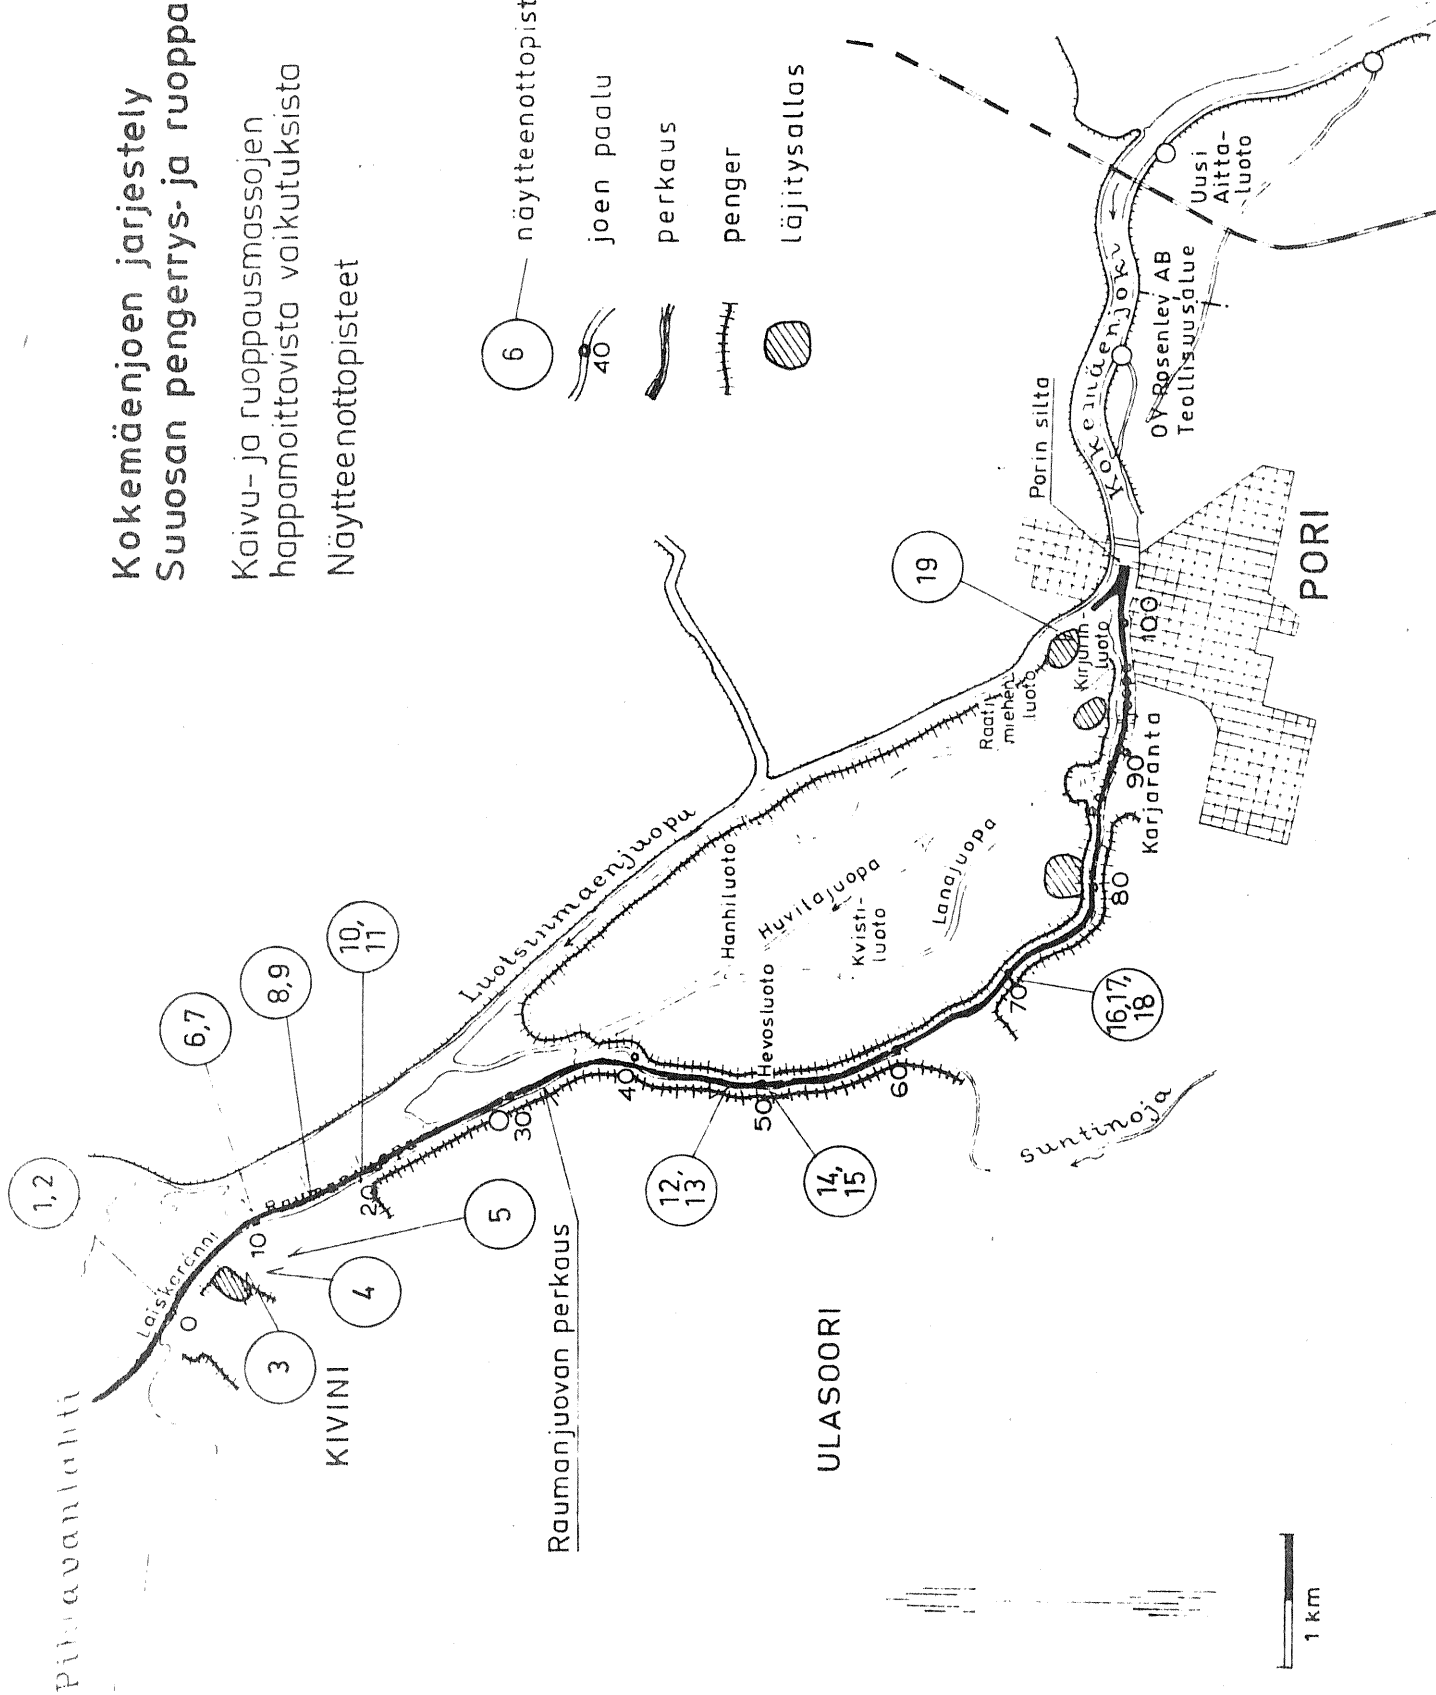 Kokemäenjoen jarjestely
Suuosan pengerrys- ja ruoppa
Kaivu- ja ruoppausmassojen
happamoittavista vaikutuksista
Näytteenottopisteet
6
näytteenottopist
40
joen paalu
perkaus
penger
läjitysallas
1,2
6,7
8,9
10,
11
3
4
5
12,
13
14,
15
16,17,
18
19
Laiskaränni
0
10
20
30
40
50
60
70
80
90
100
KIVINI
Raumanjuovan perkaus
ULASOORI
Luotsinmäenjuopa
Hanhiluoto
Huvilajuopa
Kvisti-
luoto
Lanajuopa
Hevosluoto
suntinoja
Raati-
miehen
luoto
Kirjurin-
luoto
Karjaranta
PORI
Porin silta
Kokemäenjoki
OY Rosenlev AB
Teollisuusalue
Uusi
Aitta-
luoto
1 km